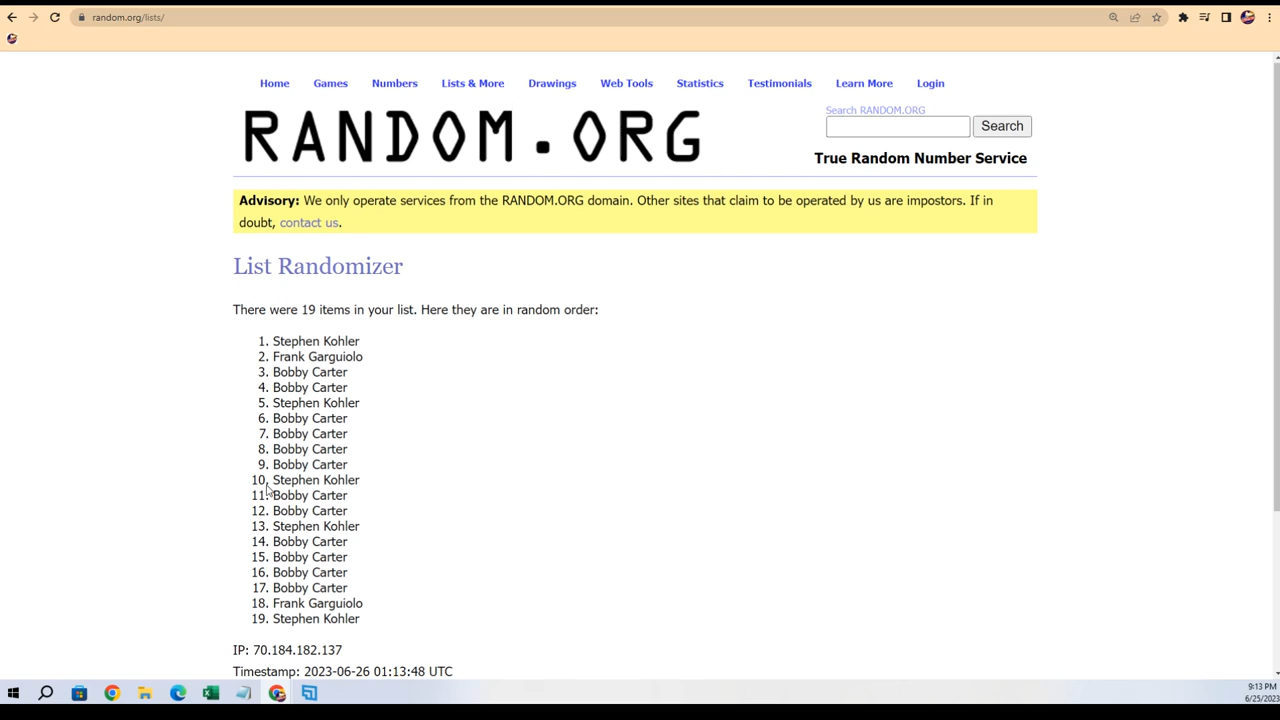 random.org/lists/
Home Games Numbers Lists & More Drawings Web Tools Statistics Testimonials Learn More Login
RANDOM.ORG
Search RANDOM.ORG
Search
True Random Number Service
Advisory: We only operate services from the RANDOM.ORG domain. Other sites that claim to be operated by us are impostors. If in
doubt, contact us.
List Randomizer
There were 19 items in your list. Here they are in random order:
1. Stephen Kohler
2. Frank Garguiolo
3. Bobby Carter
4. Bobby Carter
5. Stephen Kohler
6. Bobby Carter
7. Bobby Carter
8. Bobby Carter
9. Bobby Carter
10. Stephen Kohler
11. Bobby Carter
12. Bobby Carter
13. Stephen Kohler
14. Bobby Carter
15. Bobby Carter
16. Bobby Carter
17. Bobby Carter
18. Frank Garguiolo
19. Stephen Kohler
IP: 70.184.182.137
Timestamp: 2023-06-26 01:13:48 UTC
9:13 PM
6/25/2023